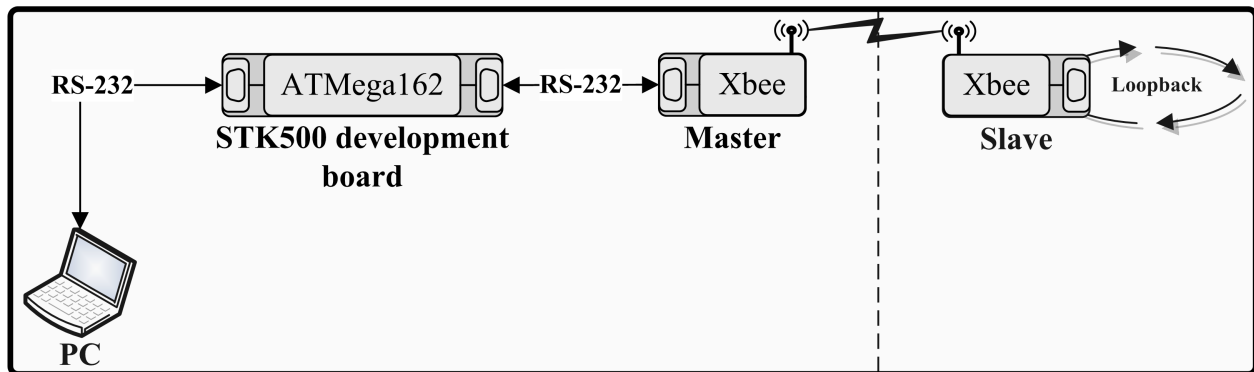 RS-232
ATMega162
RS-232
Xbee
Xbee
Loopback
STK500 development
board
Master
Slave
PC